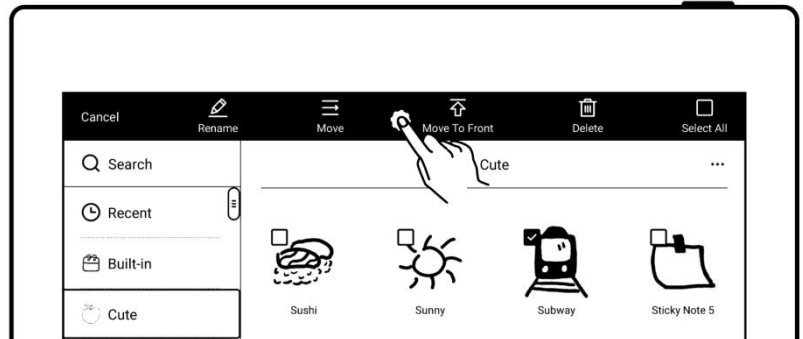 Cancel
Rename
Move
Move To Front
Delete
Select All
Search
Cute
...
Recent
Built-in
Cute
Sushi
Sunny
Subway
Sticky Note 5